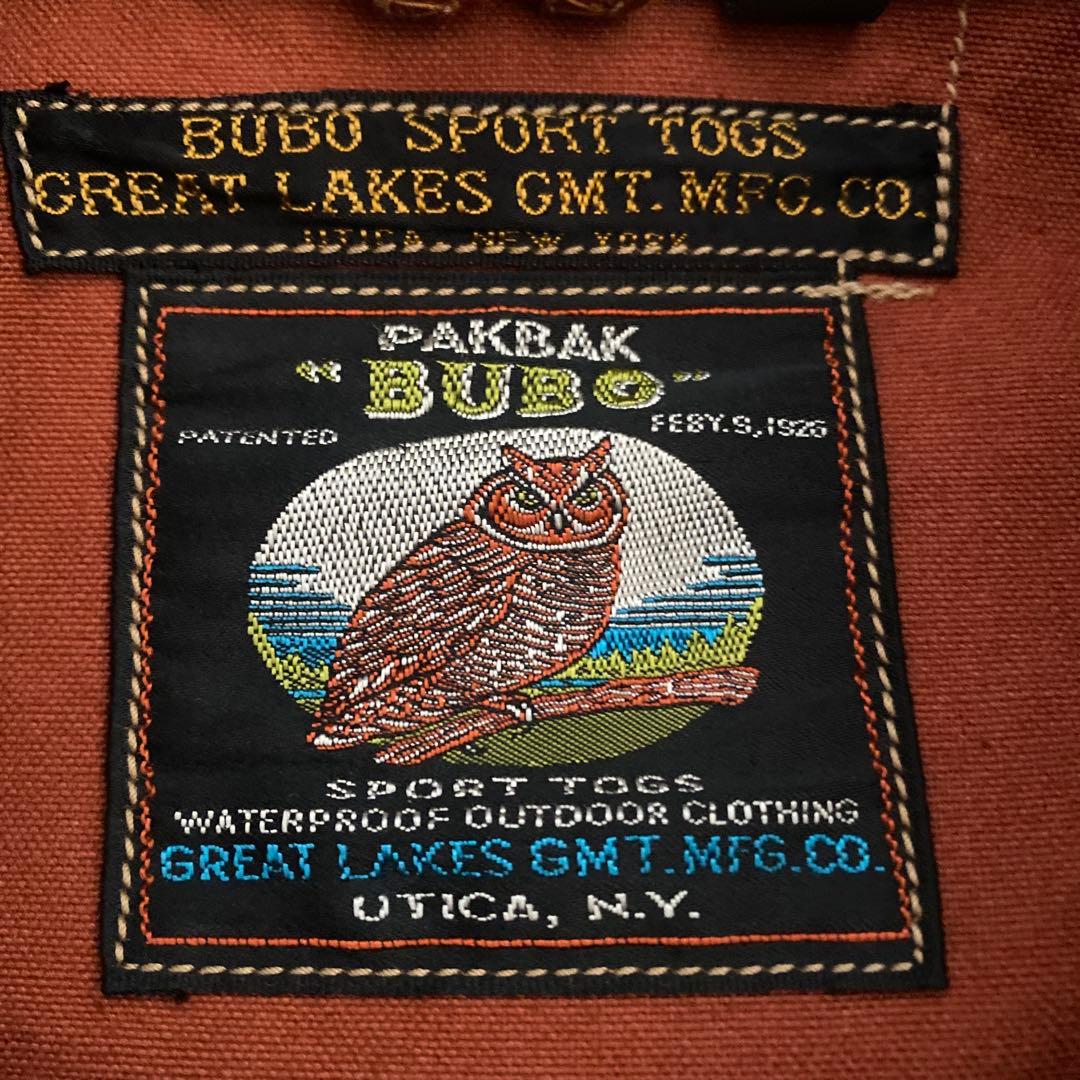 BUBO SPORT TOGS
GREAT LAKES GMT. MFG. CO.
UTICA, NEW YORK
PAKBAK
"BUBO"
PATENTED FEBY. 9, 1926
SPORT TOGS
WATERPROOF OUTDOOR CLOTHING
GREAT LAKES GMT. MFG. CO.
UTICA, N.Y.